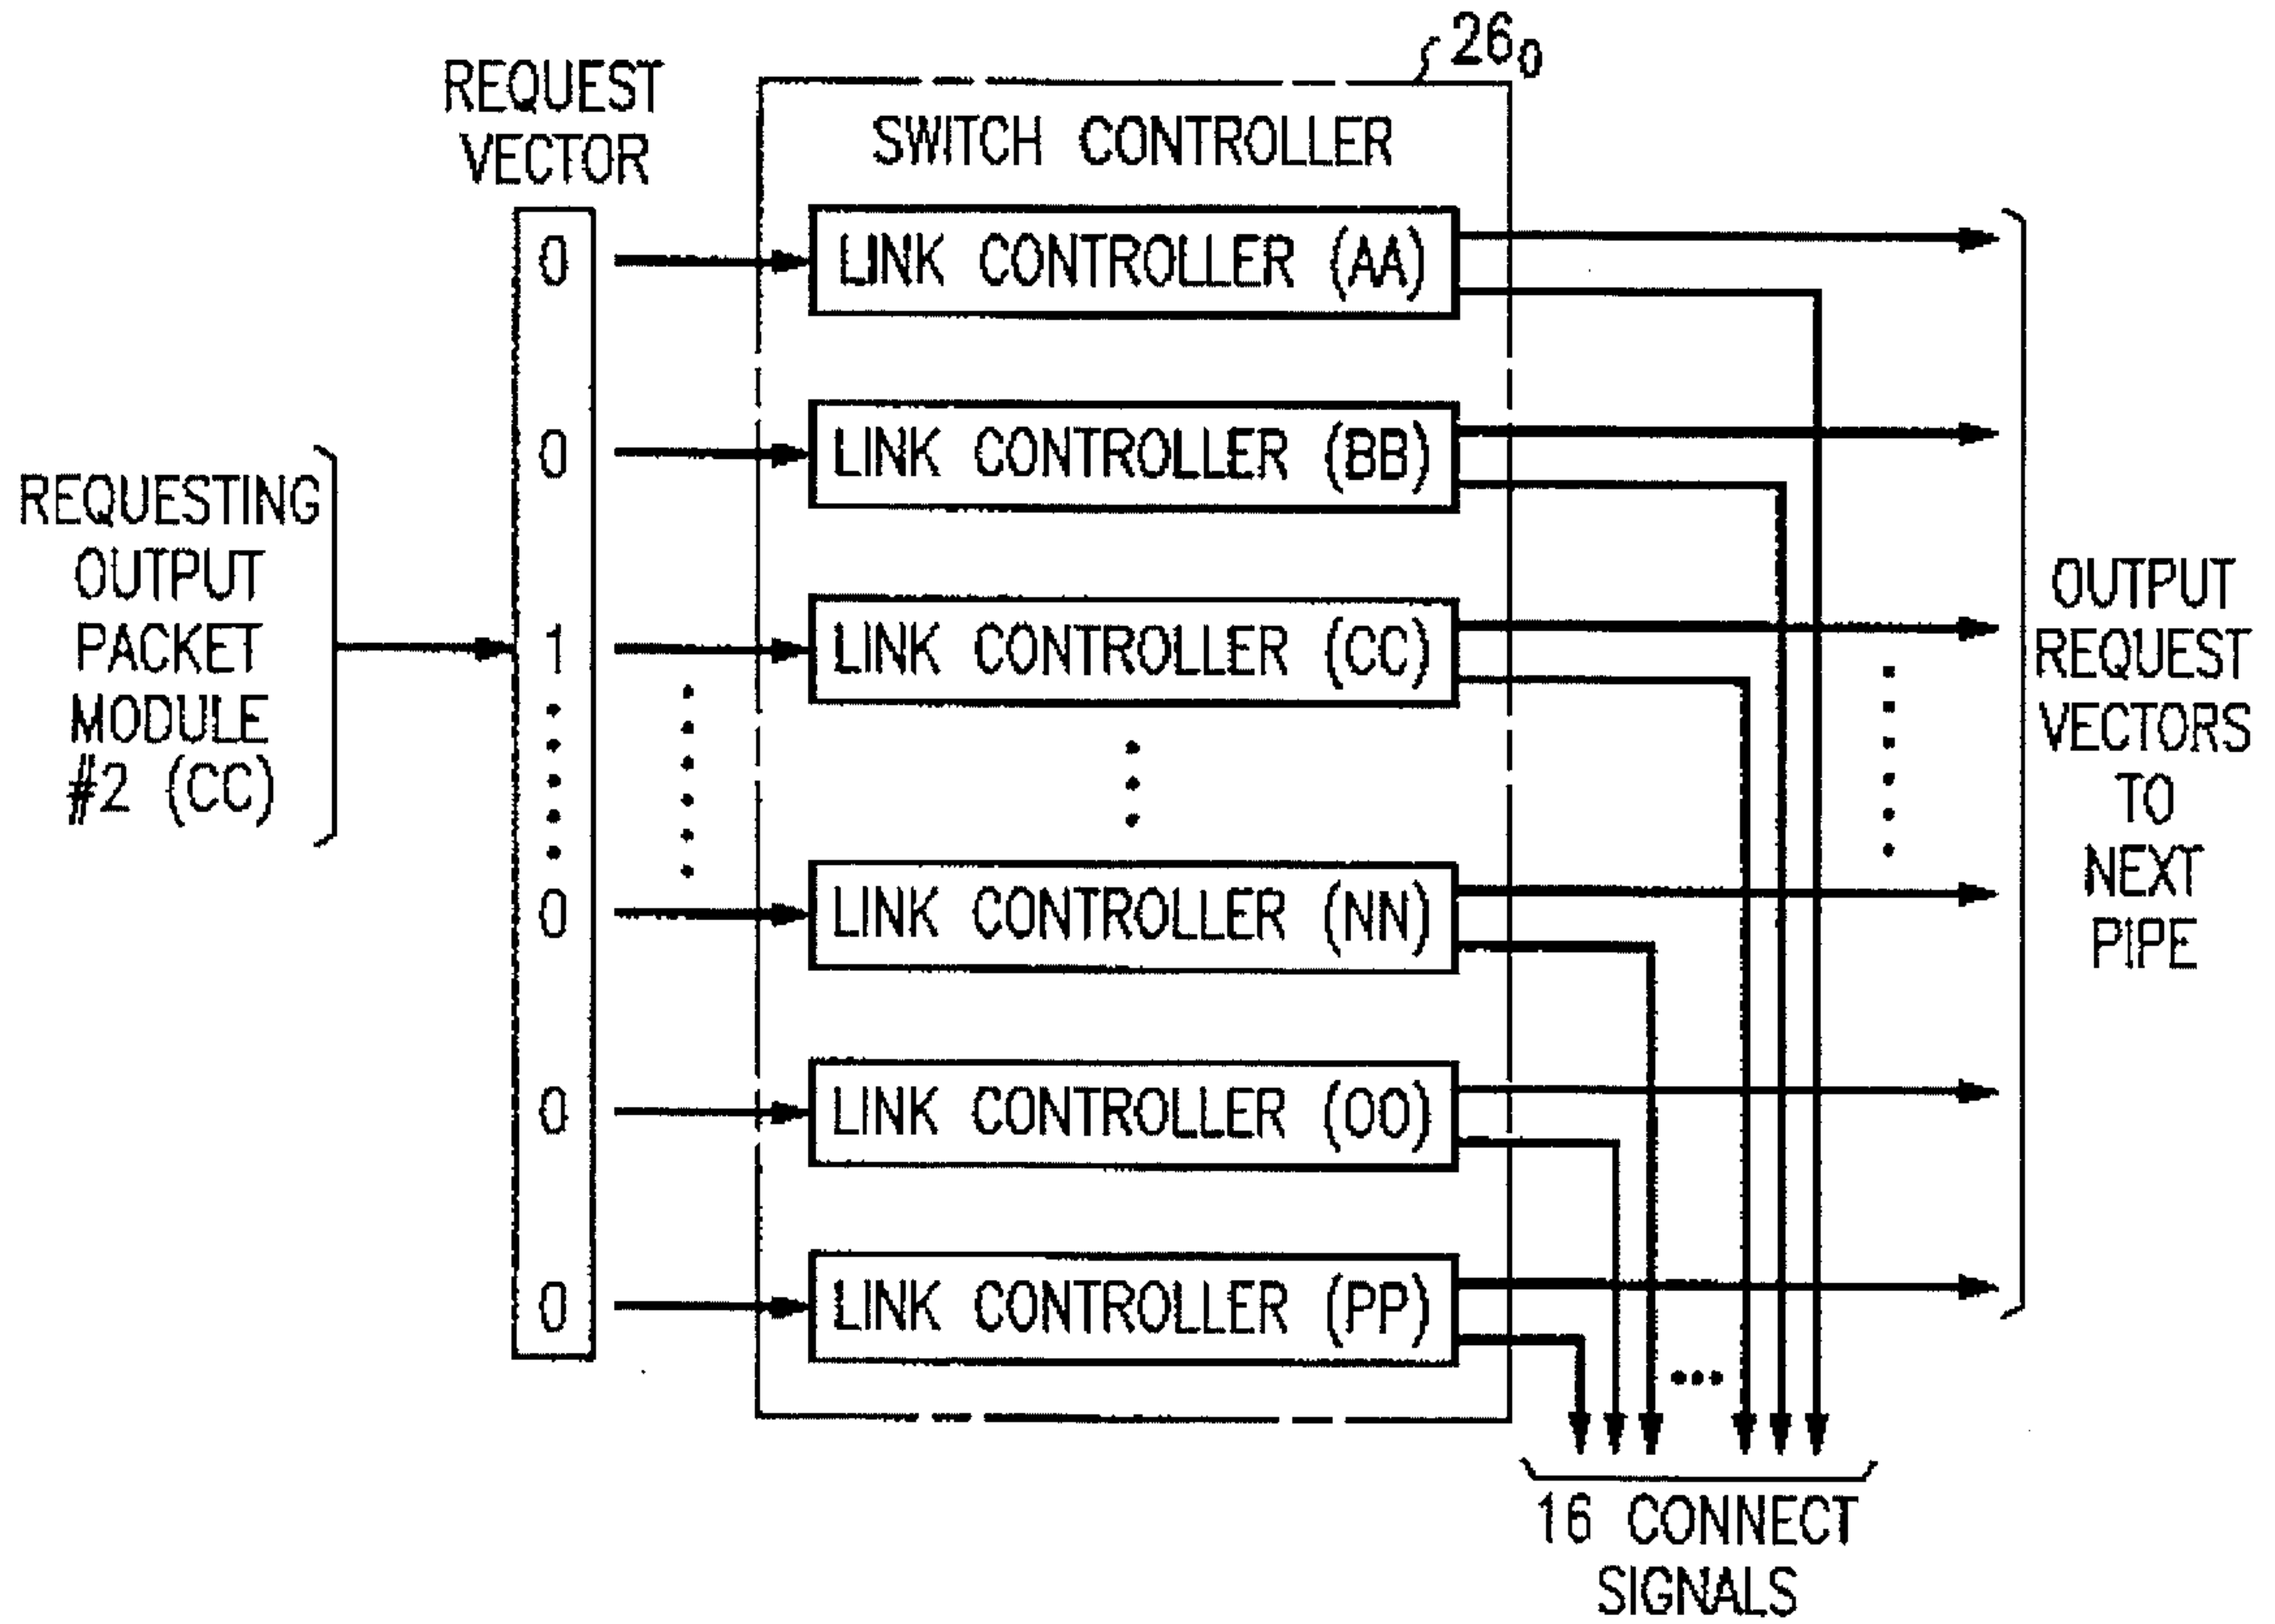 26₀
REQUEST
VECTOR
SWITCH CONTROLLER
0
LINK CONTROLLER (AA)
0
LINK CONTROLLER (BB)
REQUESTING
OUTPUT
PACKET
MODULE
#2 (CC)
1
LINK CONTROLLER (CC)
0
LINK CONTROLLER (NN)
0
LINK CONTROLLER (OO)
0
LINK CONTROLLER (PP)
OUTPUT
REQUEST
VECTORS
TO
NEXT
PIPE
16 CONNECT
SIGNALS